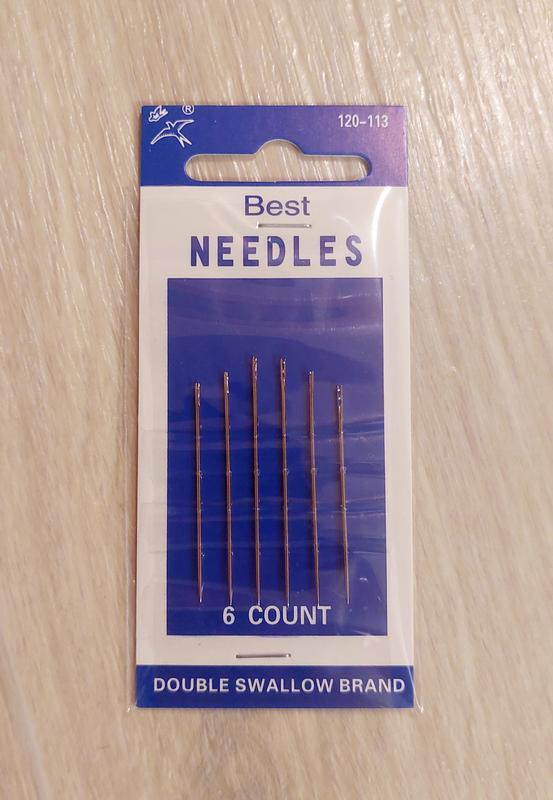 ®
120-113
Best
NEEDLES
6 COUNT
DOUBLE SWALLOW BRAND